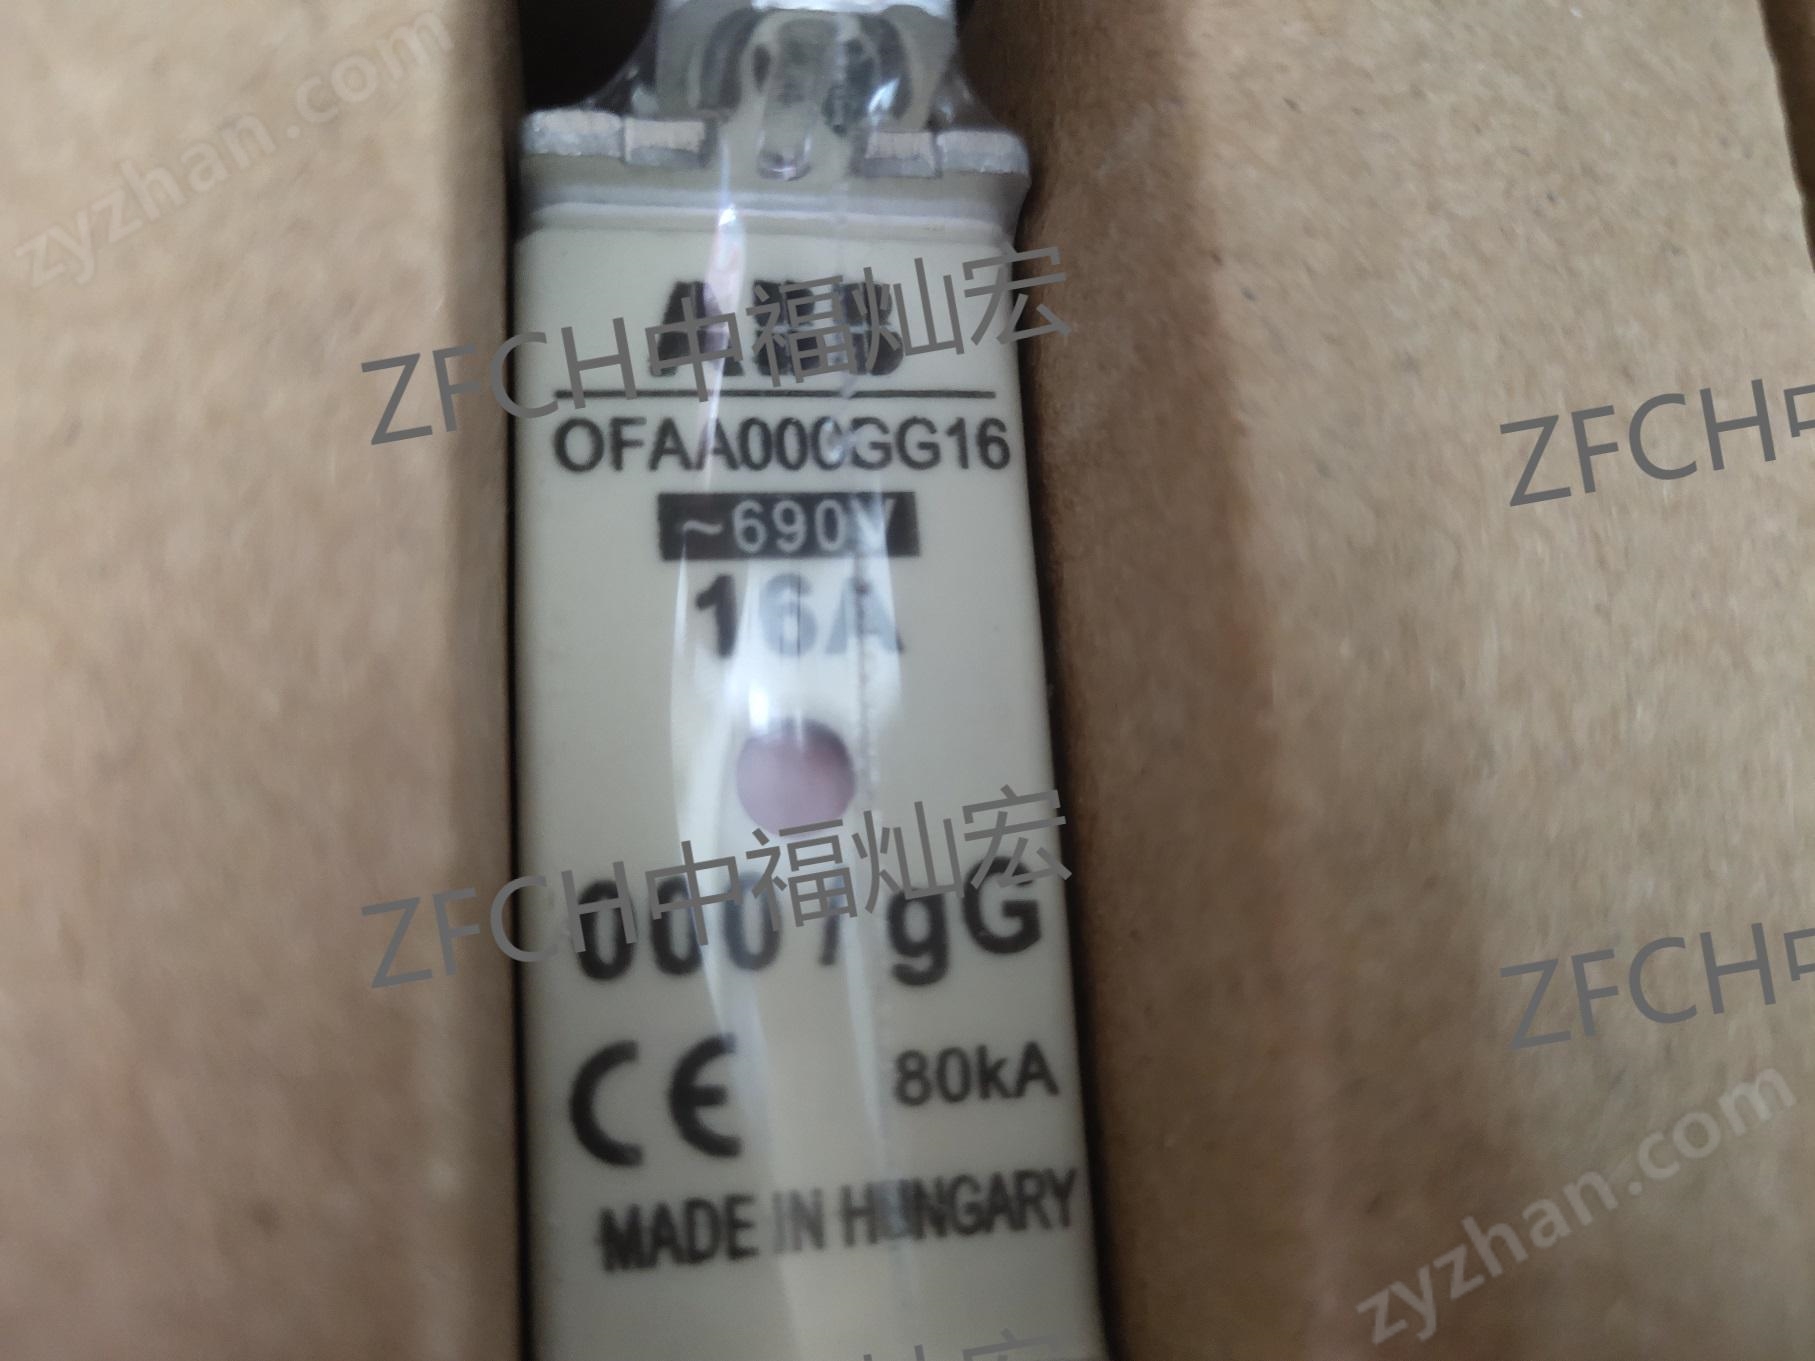 zyzhan.com
ABB
ZFCH中福灿宏
OFAA000GG16
ZFCH中
~690V
16A
ZFCH中福灿宏
000/gG
ZFCH中
CE 80kA
MADE IN HUNGARY
zyzhan.com